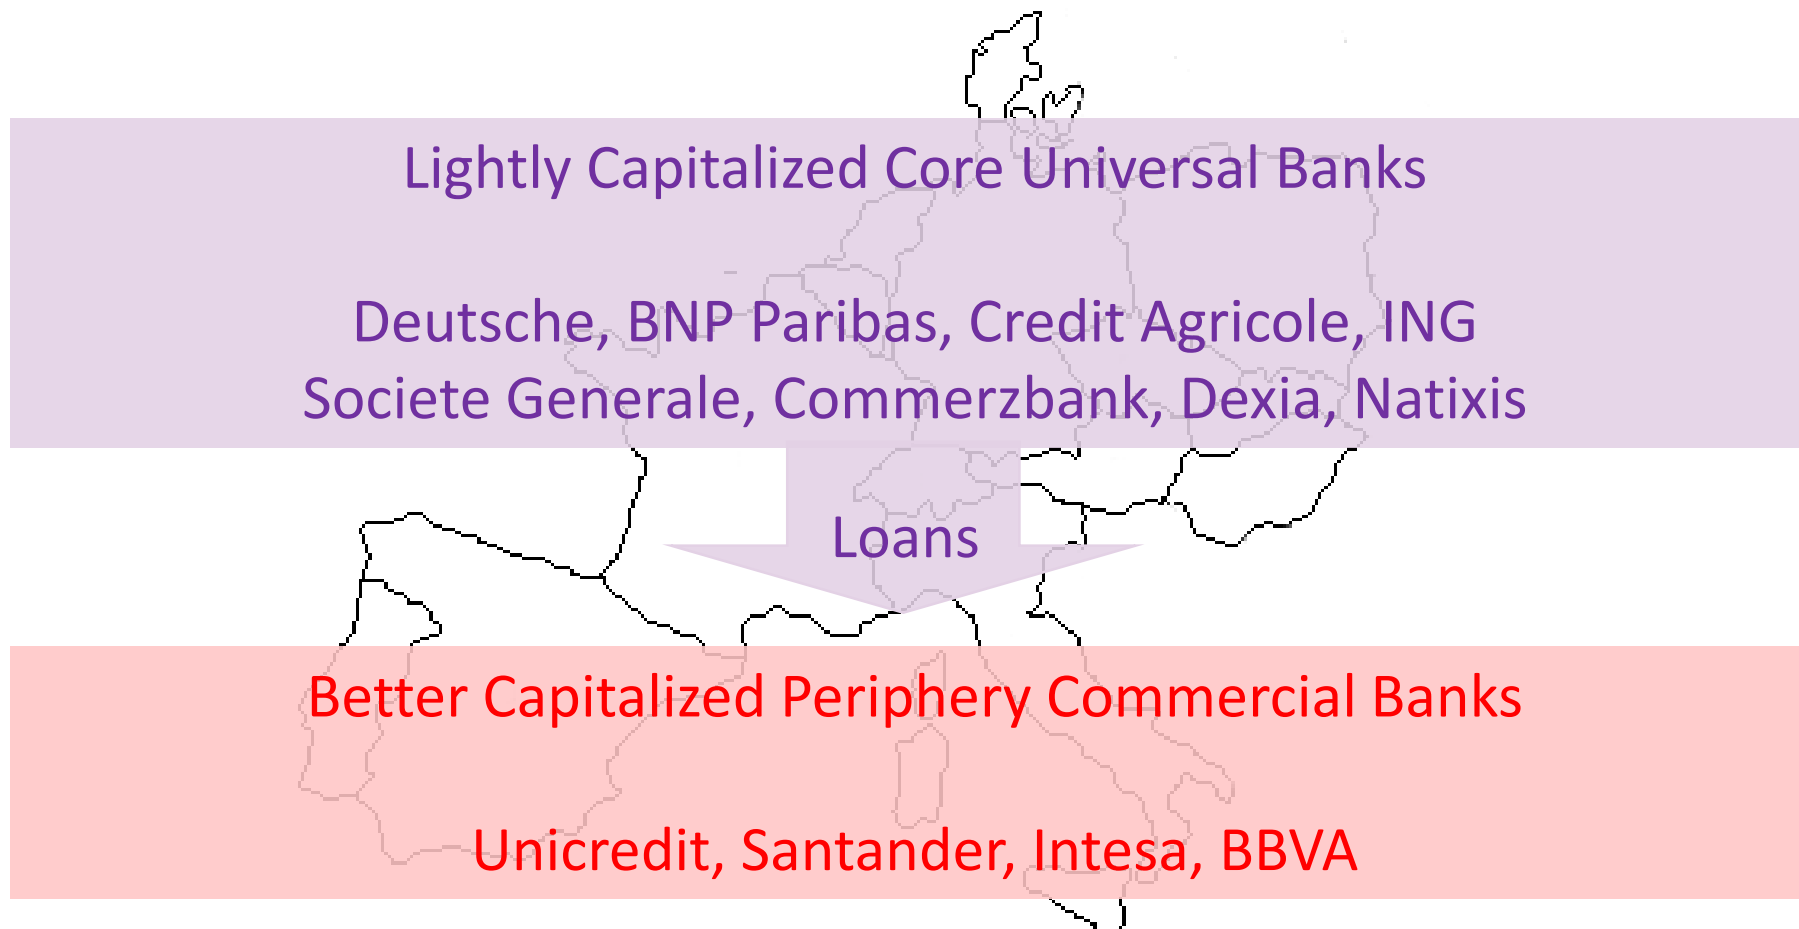 Lightly Capitalized Core Universal Banks
Deutsche, BNP Paribas, Credit Agricole, ING
Societe Generale, Commerzbank, Dexia, Natixis
Loans
Better Capitalized Periphery Commercial Banks
Unicredit, Santander, Intesa, BBVA